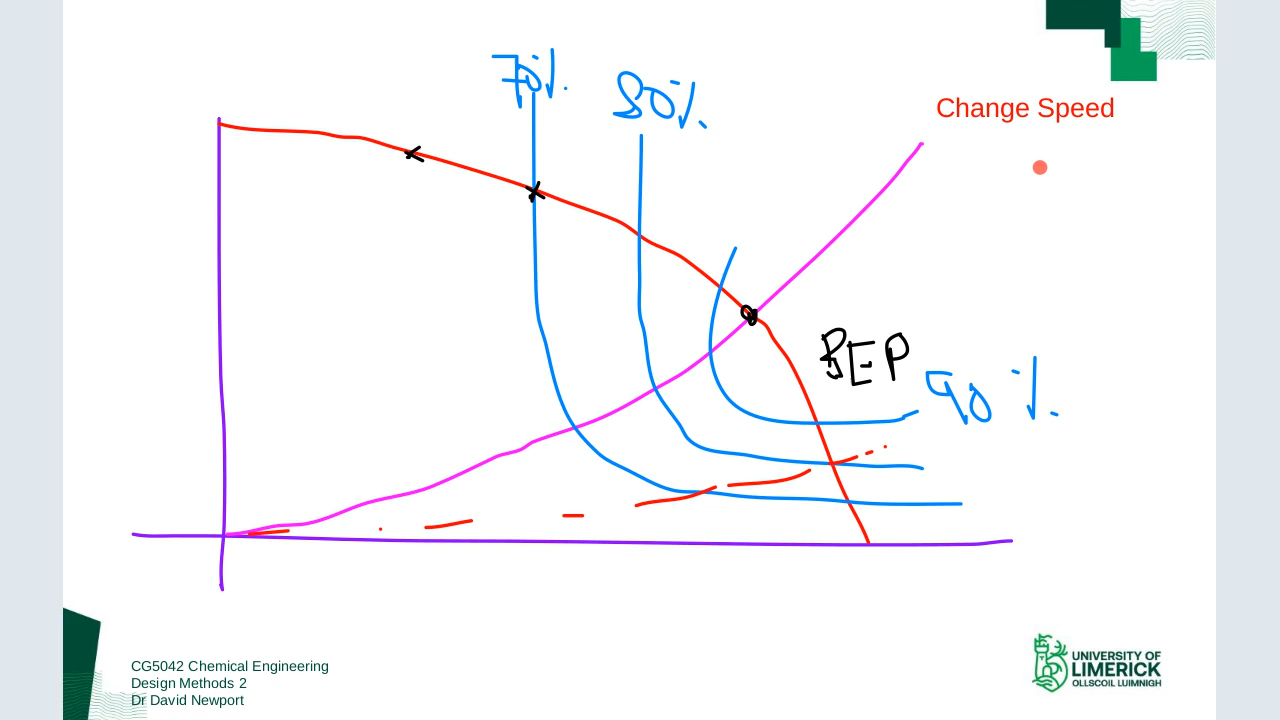 70%.
80%.
Change Speed
BEP
90%.
CG5042 Chemical Engineering
Design Methods 2
Dr David Newport
UNIVERSITY OF
LIMERICK
OLLSCOIL LUIMNIGH